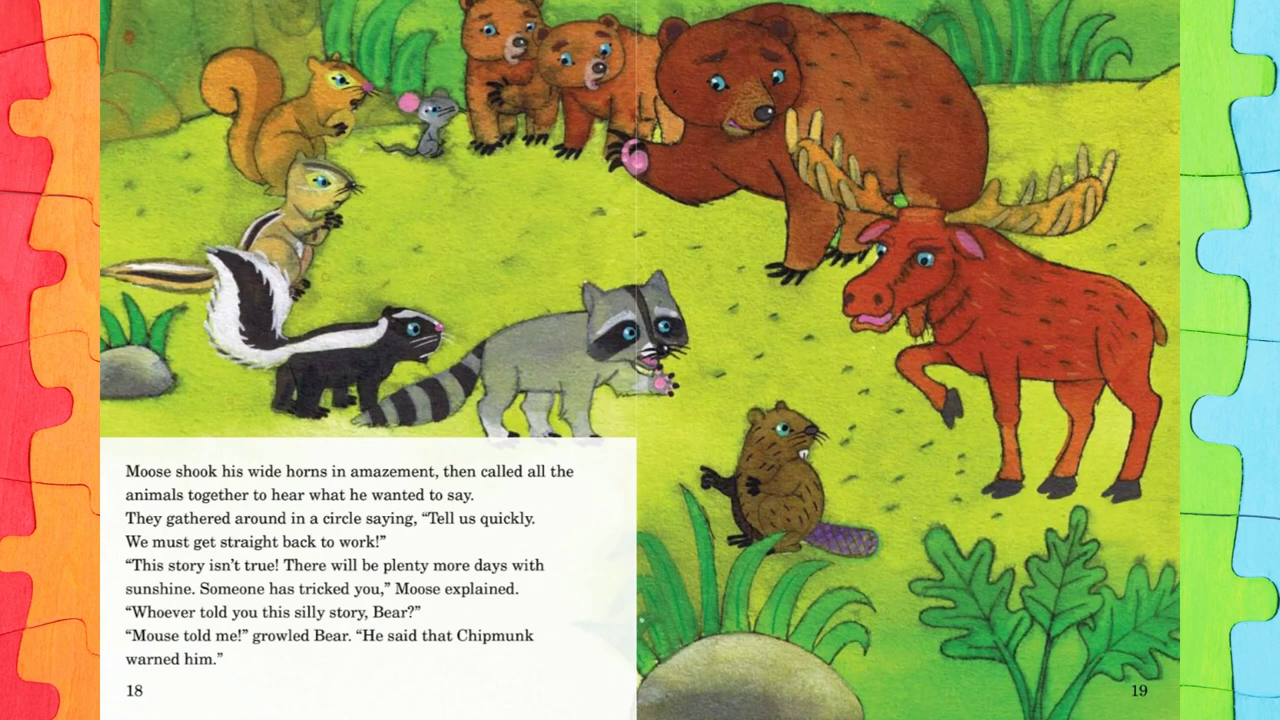 Moose shook his wide horns in amazement, then called all the
animals together to hear what he wanted to say.
They gathered around in a circle saying, “Tell us quickly.
We must get straight back to work!”
“This story isn’t true! There will be plenty more days with
sunshine. Someone has tricked you,” Moose explained.
“Whoever told you this silly story, Bear?”
“Mouse told me!” growled Bear. “He said that Chipmunk
warned him.”
18
19